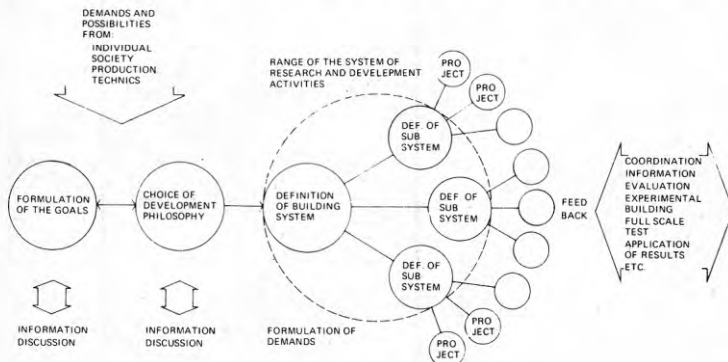 DEMANDS AND
POSSIBILITIES
FROM:
INDIVIDUAL
SOCIETY
PRODUCTION
TECHNICS
RANGE OF THE SYSTEM OF
RESEARCH AND DEVELEPMENT
ACTIVITIES
PRO
JECT
PRO
JECT
DEF. OF
SUB
SYSTEM
FORMULATION
OF THE GOALS
CHOICE OF
DEVELOPMENT
PHILOSOPHY
DEFINITION
OF BUILDING
SYSTEM
DEF. OF
SUB
SYSTEM
FEED
BACK
COORDINATION
INFORMATION
EVALUATION
EXPERIMENTAL
BUILDING
FULL SCALE
TEST
APPLICATION
OF RESULTS
ETC.
DEF. OF
SUB
SYSTEM
PRO
JECT
PRO
JECT
INFORMATION
DISCUSSION
INFORMATION
DISCUSSION
FORMULATION OF
DEMANDS